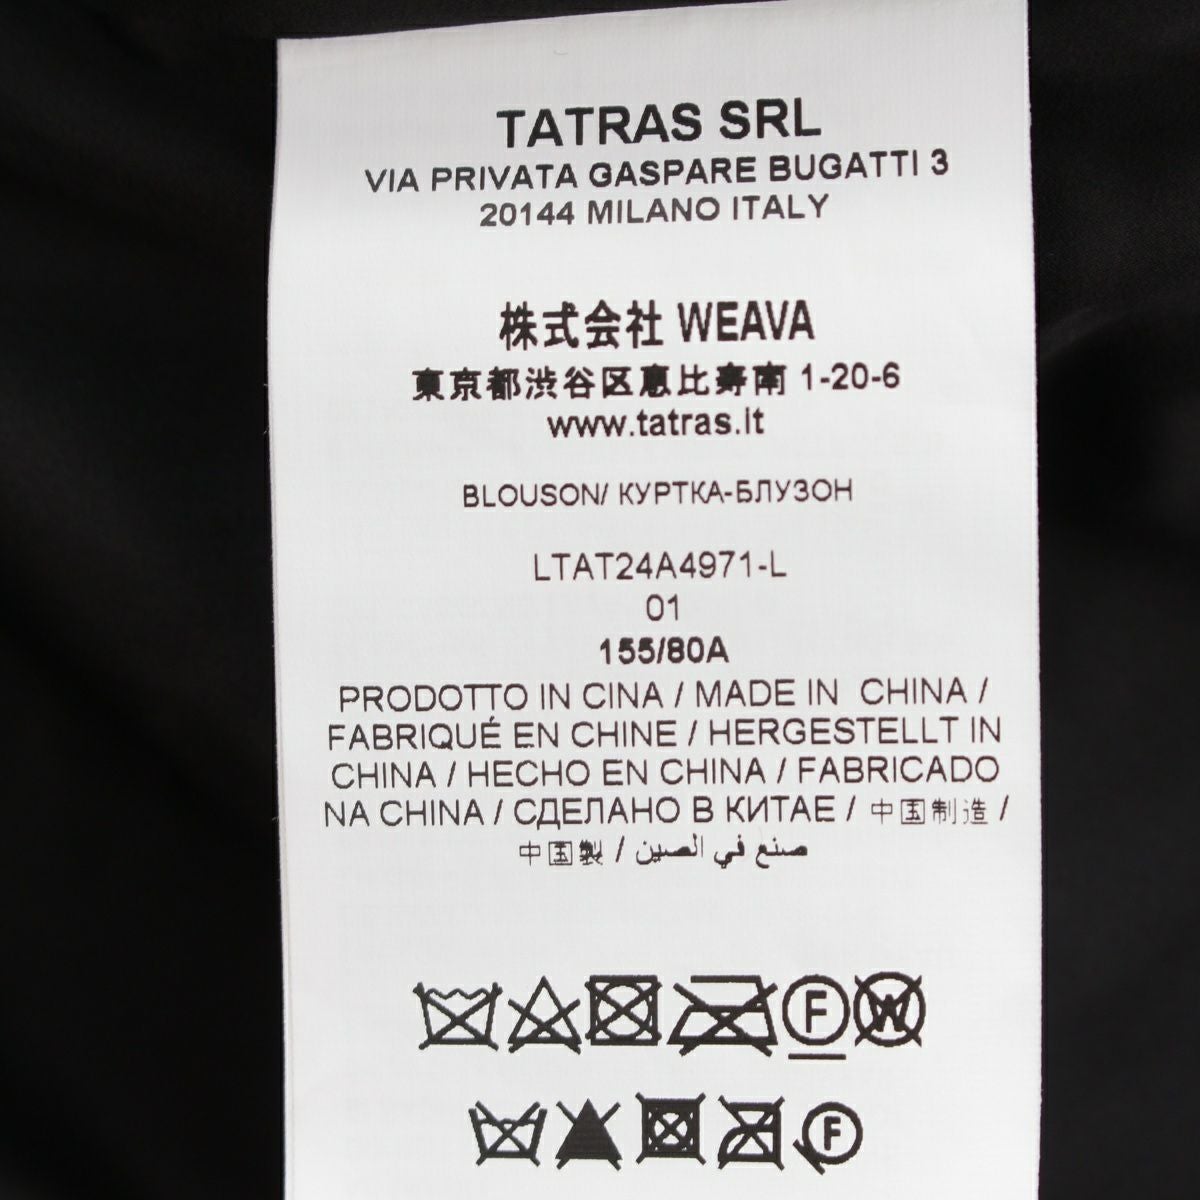 TATRAS SRL
VIA PRIVATA GASPARE BUGATTI 3
20144 MILANO ITALY
株式会社 WEAVA
東京都渋谷区恵比寿南 1-20-6
www.tatras.it
BLOUSON/ КУРТКА-БЛУЗОН
LTAT24A4971-L
01
155/80A
PRODOTTO IN CINA / MADE IN CHINA /
FABRIQUÉ EN CHINE / HERGESTELLT IN
CHINA / HECHO EN CHINA / FABRICADO
NA CHINA / СДЕЛАНО В КИТАЕ / 中国制造 /
中国製 / صنع في الصين
F W
F